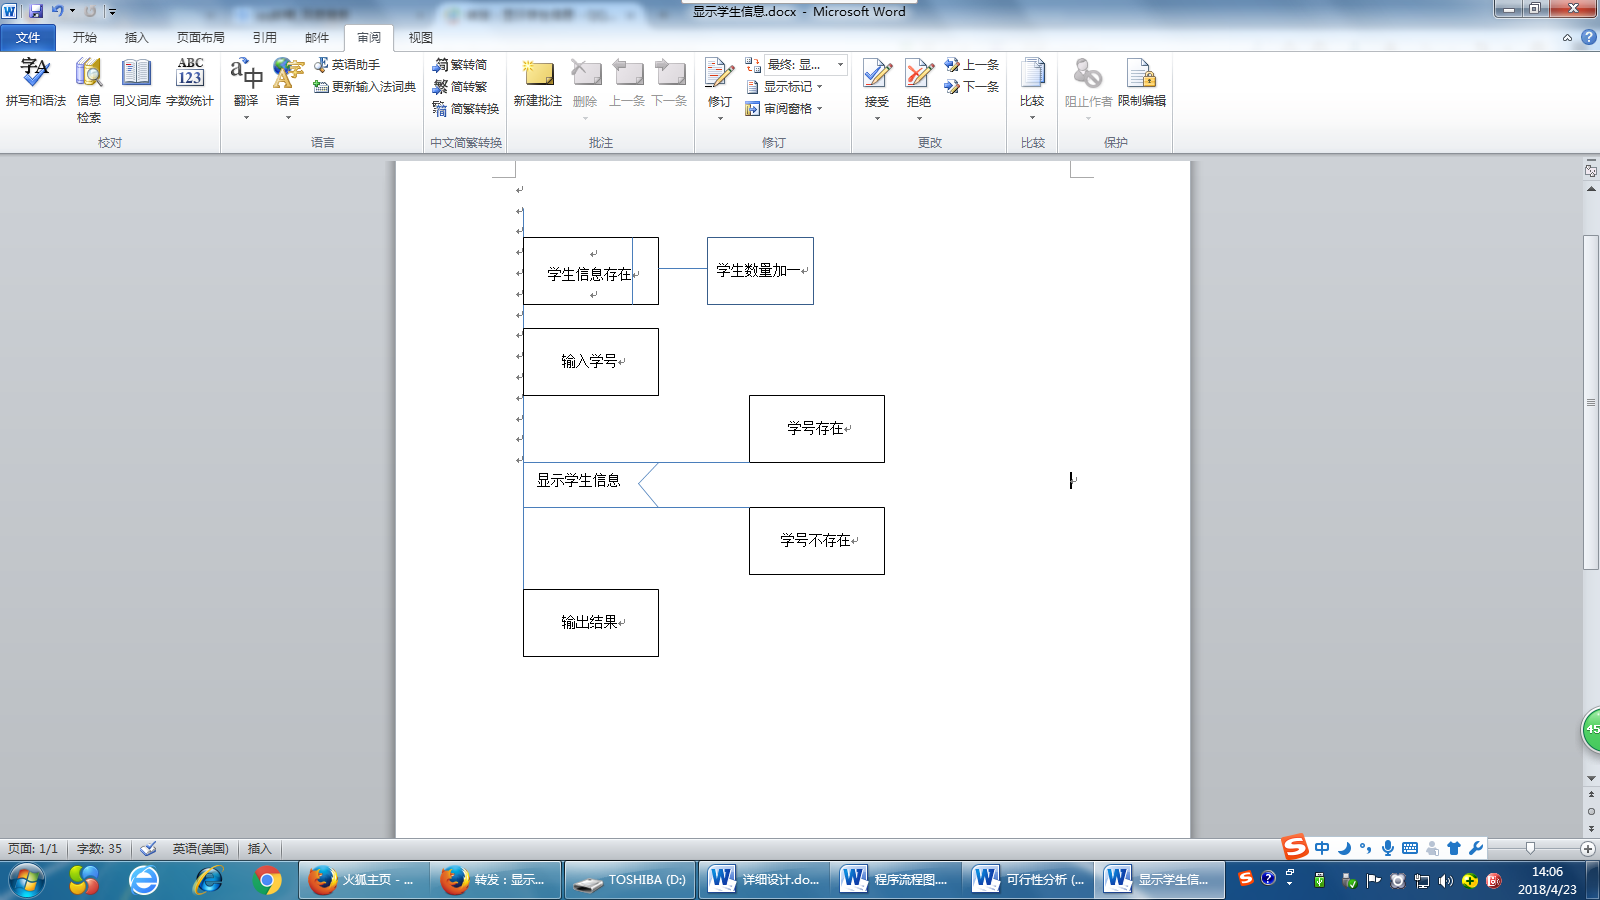 显示学生信息.docx - Microsoft Word
文件 开始 插入 页面布局 引用 邮件 审阅 视图
字A
拼写和语法
信息检索
同义词库
ABC
123
字数统计
校对
a中
翻译
语言
英语助手
更新输入法词典
语言
繁转简
简转繁
简繁转换
中文简繁转换
新建批注
删除
上一条
下一条
批注
修订
最终: 显...
显示标记
审阅窗格
修订
接受
拒绝
上一条
下一条
更改
比较
比较
阻止作者
限制编辑
保护
学生信息存在
学生数量加一
输入学号
学号存在
显示学生信息
学号不存在
输出结果
45
页面: 1/1 字数: 35 英语(美国) 插入
中
火狐主页 - ...
转发：显示...
TOSHIBA (D:)
详细设计.do...
程序流程图....
可行性分析 (...
显示学生信...
14:06
2018/4/23